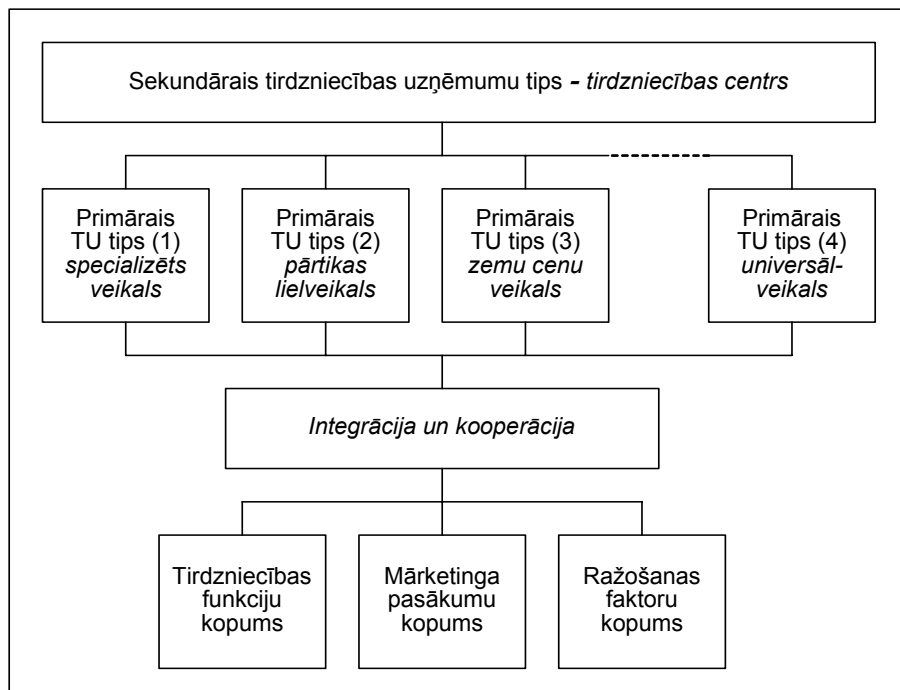 Sekundārais tirdzniecības uzņēmumu tips - tirdzniecības centrs
Primārais
TU tips (1)
specializēts
veikals
Primārais
TU tips (2)
pārtikas
lielveikals
Primārais
TU tips (3)
zemu cenu
veikals
Primārais
TU tips (4)
universāl-
veikals
Integrācija un kooperācija
Tirdzniecības
funkciju
kopums
Mārketinga
pasākumu
kopums
Ražošanas
faktoru
kopums